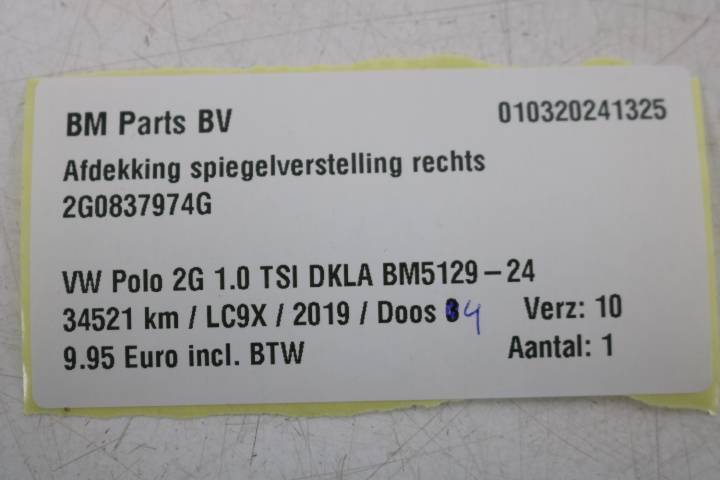 BM Parts BV 010320241325
Afdekking spiegelverstelling rechts
2G0837974G
VW Polo 2G 1.0 TSI DKLA BM5129-24
34521 km / LC9X / 2019 / Doos 4 Verz: 10
9.95 Euro incl. BTW Aantal: 1